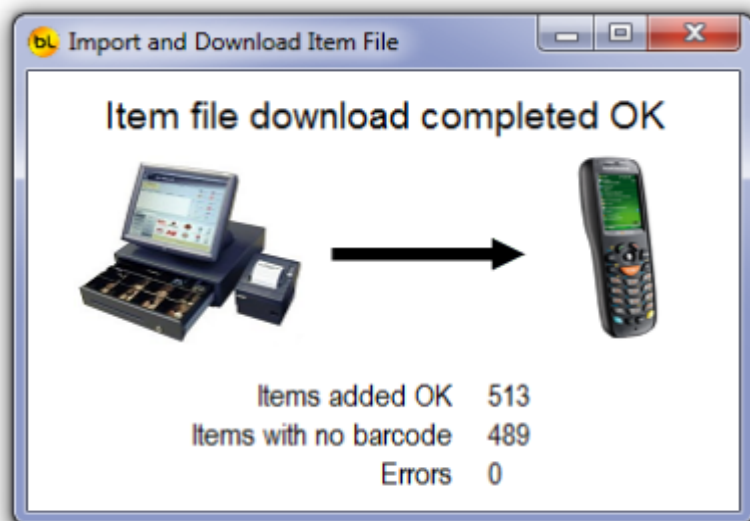 bL Import and Download Item File
Item file download completed OK
Items added OK 513
Items with no barcode 489
Errors 0